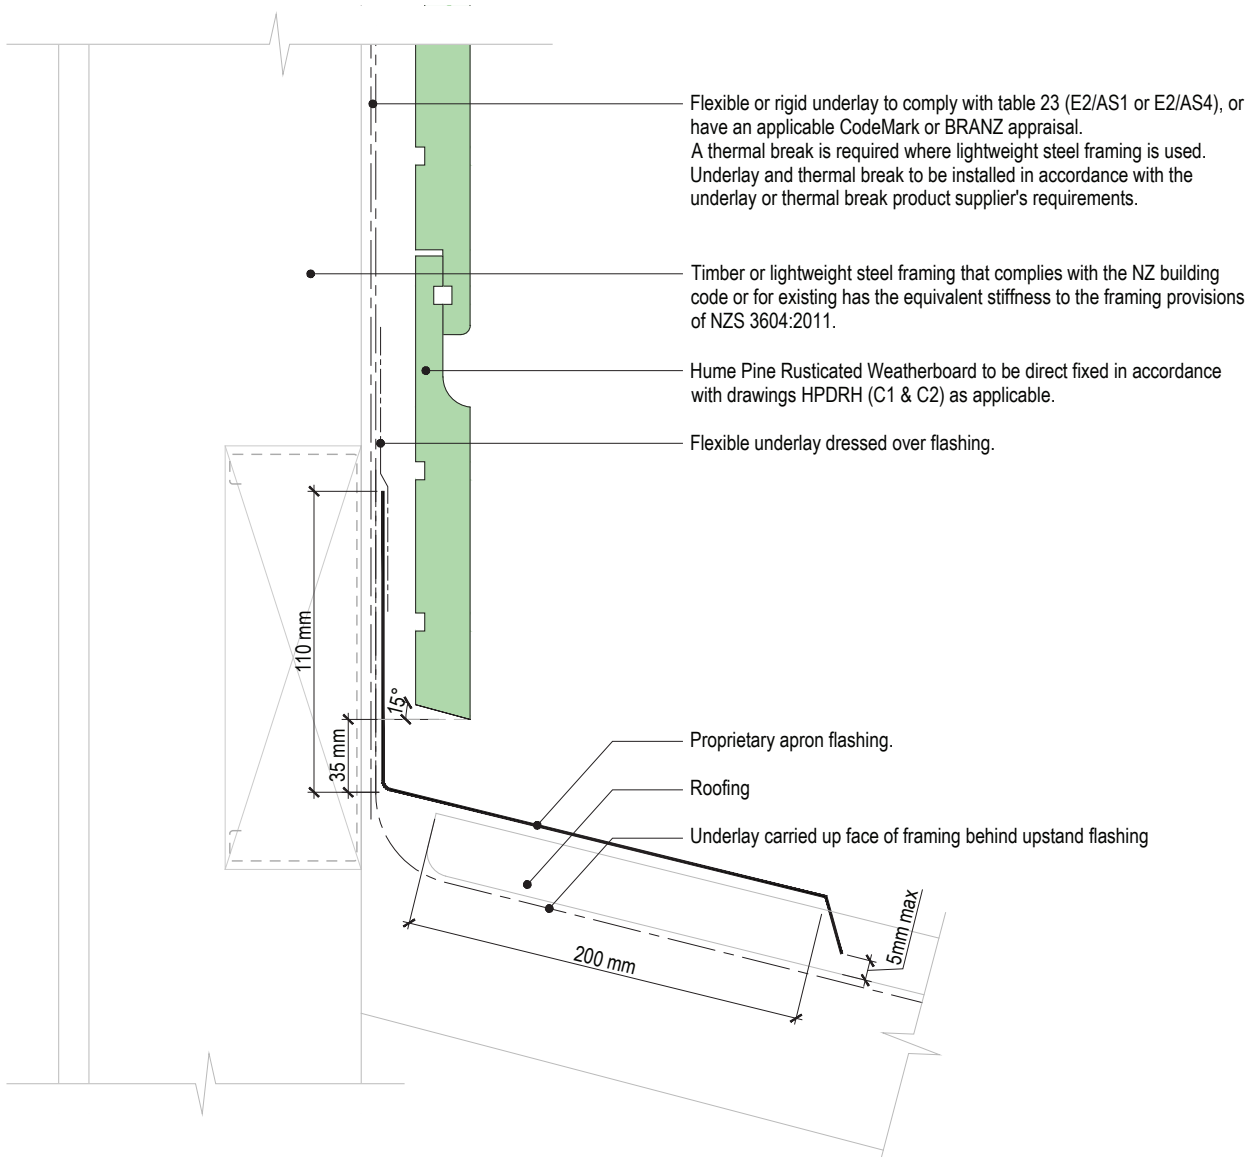 Flexible or rigid underlay to comply with table 23 (E2/AS1 or E2/AS4), or
have an applicable CodeMark or BRANZ appraisal.
A thermal break is required where lightweight steel framing is used.
Underlay and thermal break to be installed in accordance with the
underlay or thermal break product supplier's requirements.
Timber or lightweight steel framing that complies with the NZ building
code or for existing has the equivalent stiffness to the framing provisions
of NZS 3604:2011.
Hume Pine Rusticated Weatherboard to be direct fixed in accordance
with drawings HPDRH (C1 & C2) as applicable.
Flexible underlay dressed over flashing.
110 mm
15°
35 mm
Proprietary apron flashing.
Roofing
Underlay carried up face of framing behind upstand flashing
5mm max
200 mm